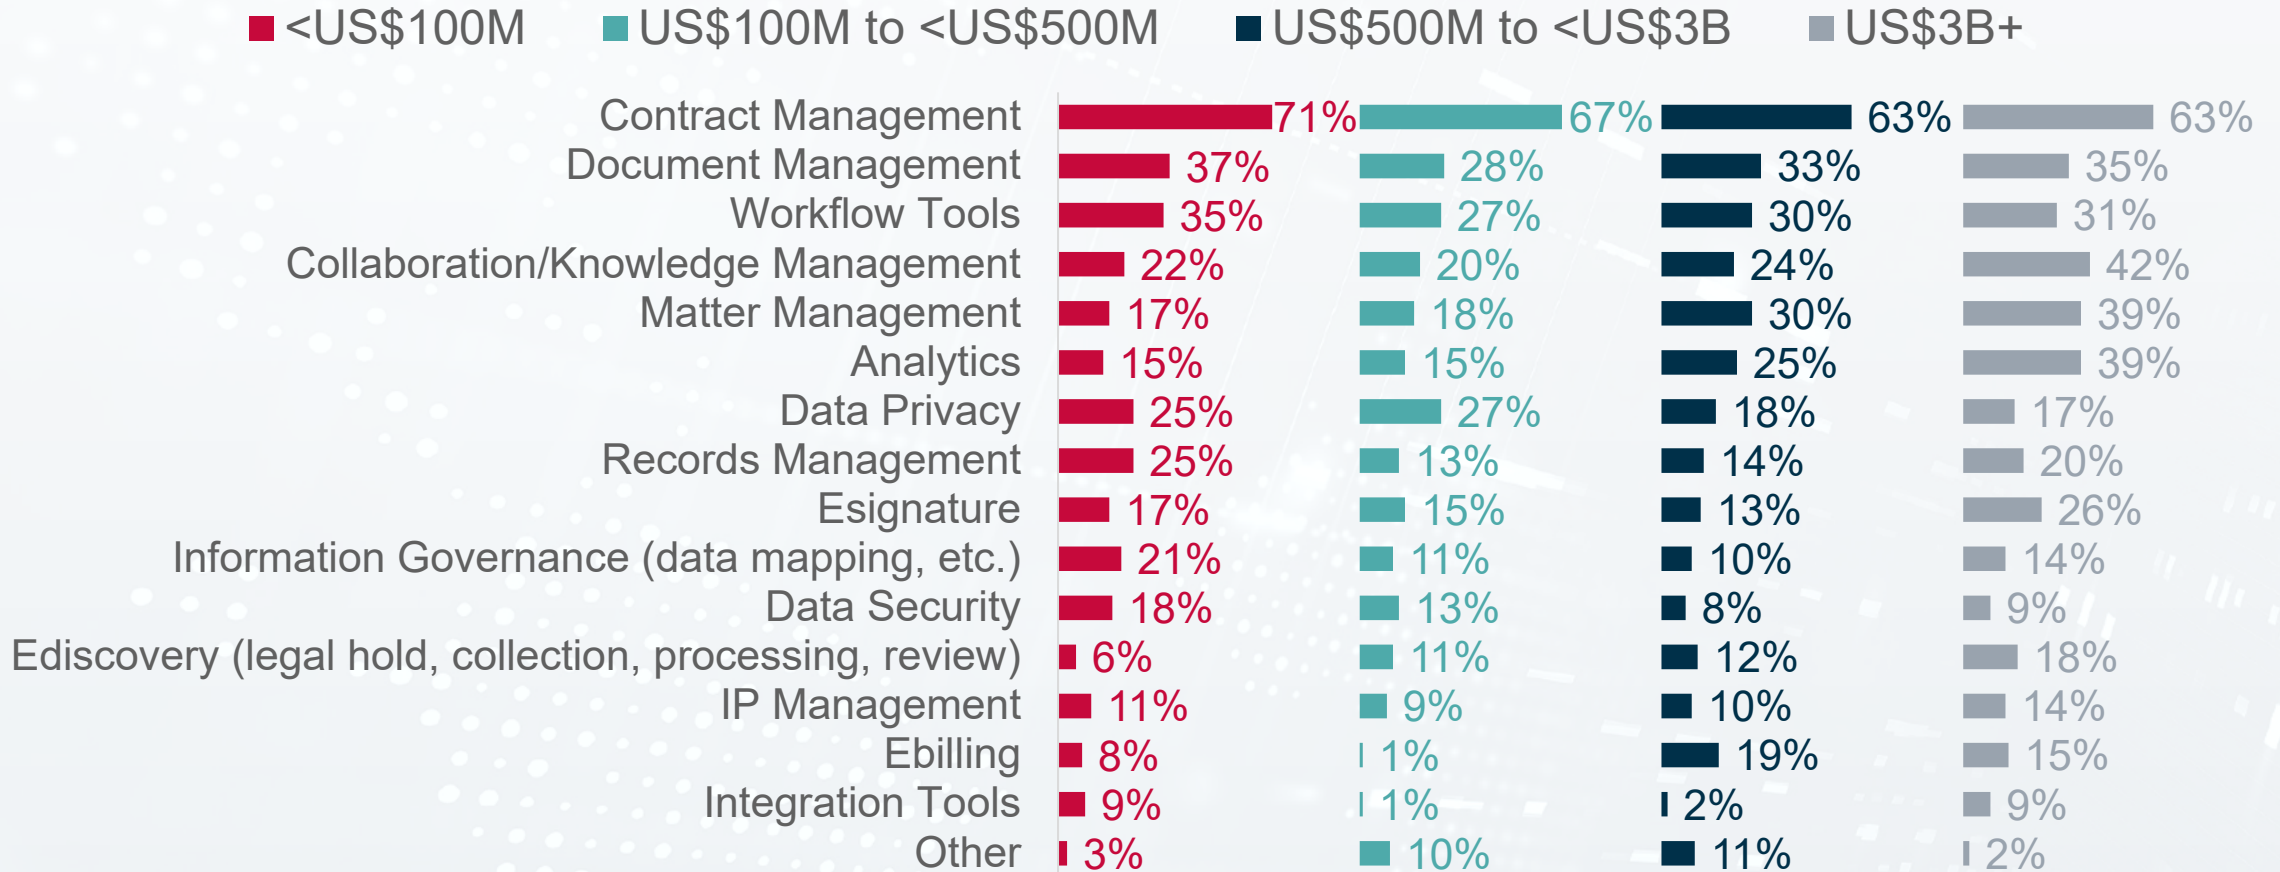 <US$100M US$100M to <US$500M US$500M to <US$3B US$3B+
Contract Management 71% 67% 63% 63%
Document Management 37% 28% 33% 35%
Workflow Tools 35% 27% 30% 31%
Collaboration/Knowledge Management 22% 20% 24% 42%
Matter Management 17% 18% 30% 39%
Analytics 15% 15% 25% 39%
Data Privacy 25% 27% 18% 17%
Records Management 25% 13% 14% 20%
Esignature 17% 15% 13% 26%
Information Governance (data mapping, etc.) 21% 11% 10% 14%
Data Security 18% 13% 8% 9%
Ediscovery (legal hold, collection, processing, review) 6% 11% 12% 18%
IP Management 11% 9% 10% 14%
Ebilling 8% 1% 19% 15%
Integration Tools 9% 1% 2% 9%
Other 3% 10% 11% 2%